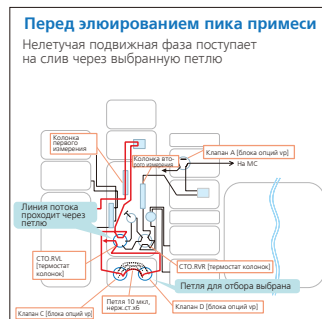 Перед элюированием пика примеси
Нелетучая подвижная фаза поступает
на слив через выбранную петлю
Колонка
первого
измерения
Колонка вто-
рого измерения
Клапан A [блока опций vp]
На МС
Линия потока
проходит через
петлю
CTO.RVL
[термостат
колонок]
CTO.RVR [термостат колонок]
Петля для отбора выбрана
Петля 10 мкл,
нерж.ст.x6
Клапан C [блока опций vp]
Клапан D [блока опций vp]